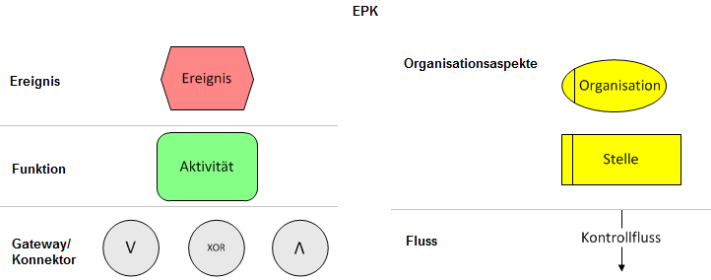 EPK
Ereignis
Ereignis
Funktion
Aktivität
Gateway/
Konnektor
V
XOR
Λ
Organisationsaspekte
Organisation
Stelle
Fluss
Kontrollfluss